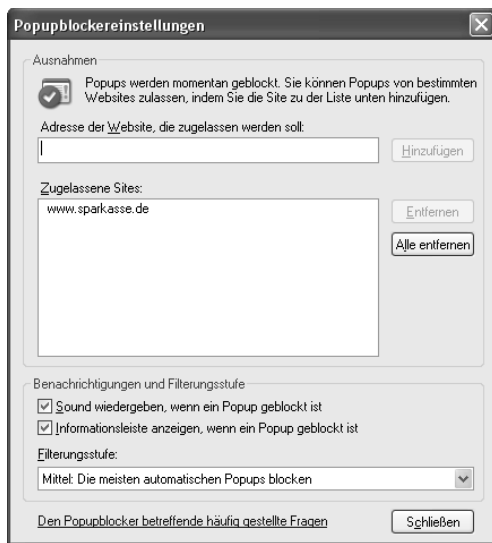 Popupblockereinstellungen
Ausnahmen
Popups werden momentan geblockt. Sie können Popups von bestimmten
Websites zulassen, indem Sie die Site zu der Liste unten hinzufügen.
Adresse der Website, die zugelassen werden soll:
Hinzufügen
Zugelassene Sites:
www.sparkasse.de
Entfernen
Alle entfernen
Benachrichtigungen und Filterungsstufe
Sound wiedergeben, wenn ein Popup geblockt ist
Informationsleiste anzeigen, wenn ein Popup geblockt ist
Filterungsstufe:
Mittel: Die meisten automatischen Popups blocken
Den Popupblocker betreffende häufig gestellte Fragen
Schließen